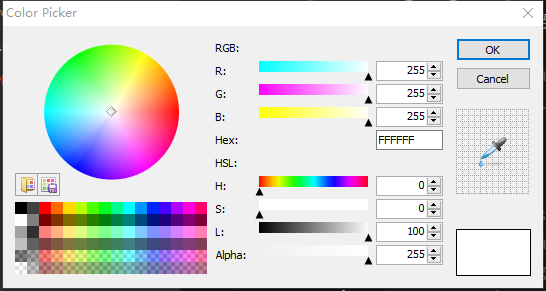 Color Picker
RGB:
R: 255
G: 255
B: 255
Hex: FFFFFF
HSL:
H: 0
S: 0
L: 100
Alpha: 255
OK
Cancel